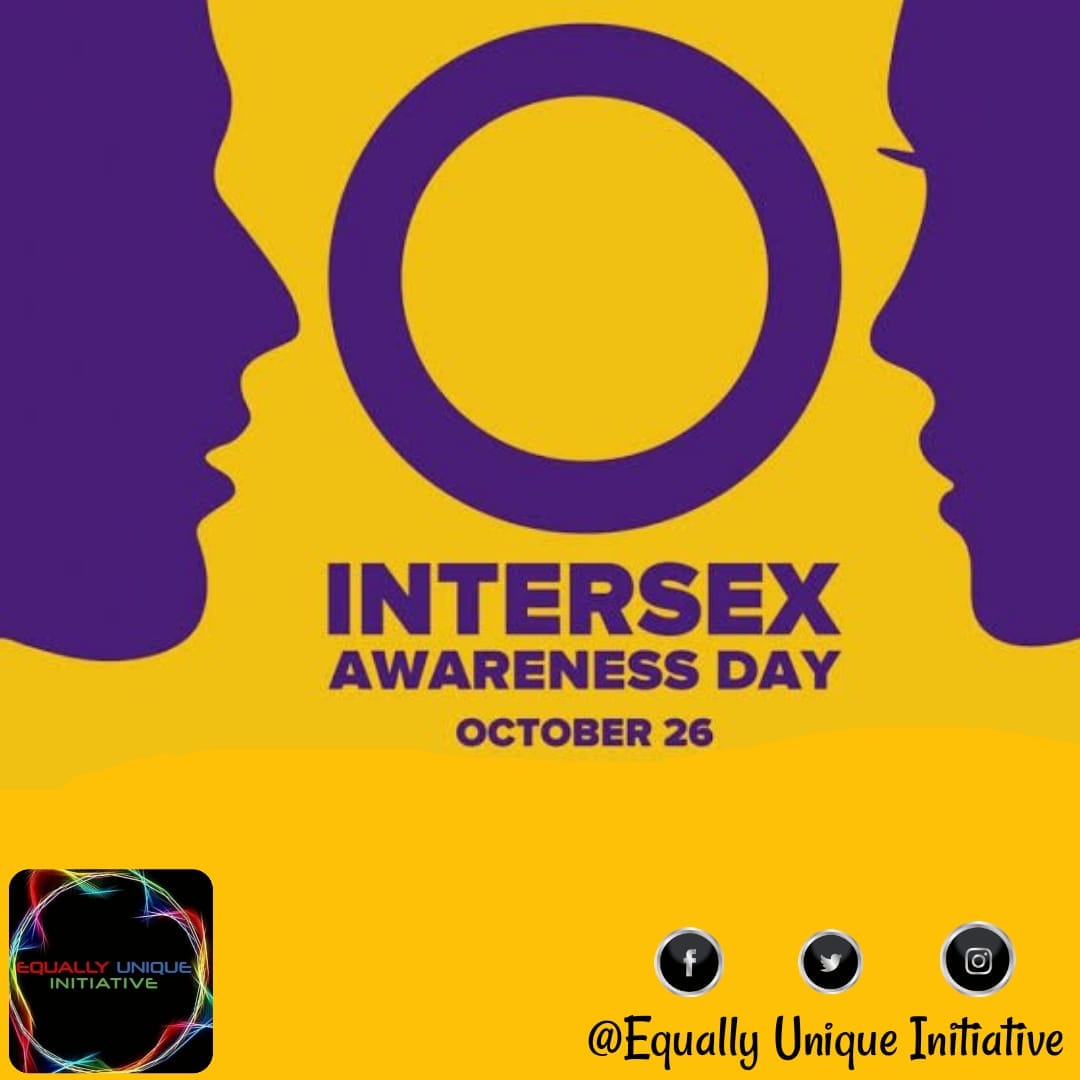 INTERSEX
AWARENESS DAY
OCTOBER 26
EQUALLY UNIQUE
INITIATIVE
@Equally Unique Initiative